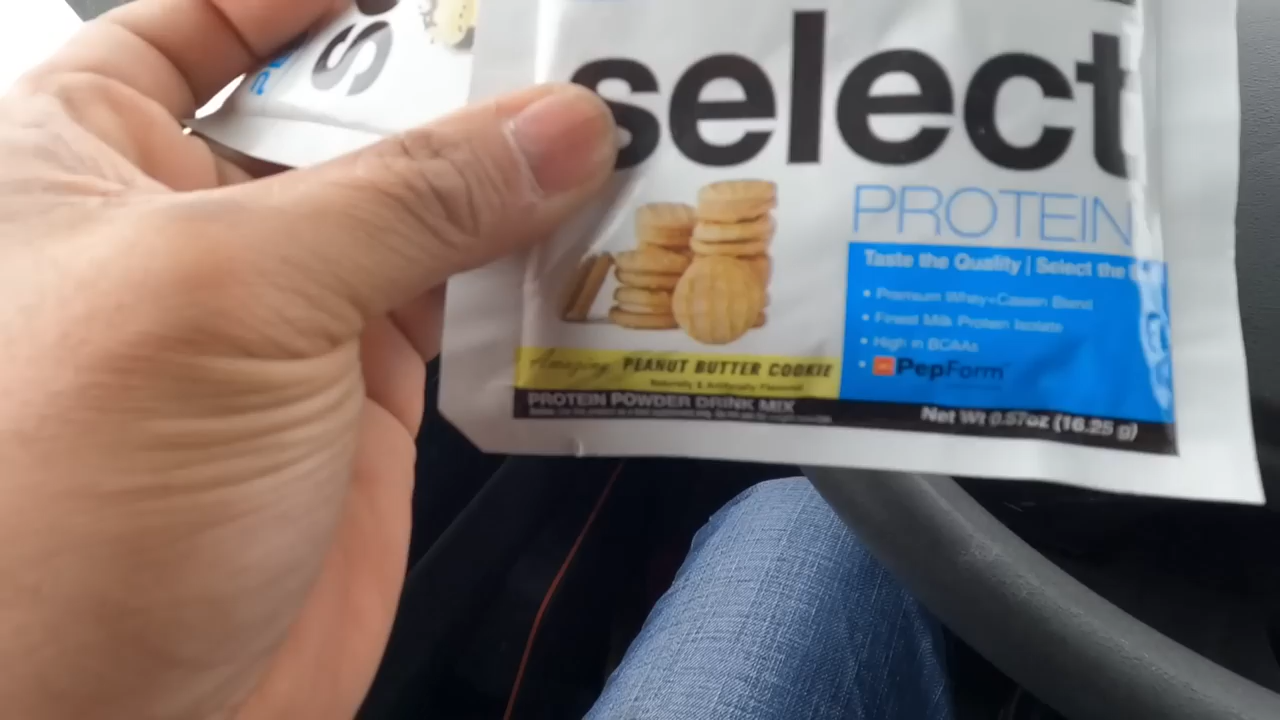 select
PROTEIN
Taste the Quality | Select the
• Premium Whey+Casein Blend
• Finest Milk Protein Isolate
• High in BCAAs
• PepForm
Amazing PEANUT BUTTER COOKIE
Naturally & Artificially Flavored
PROTEIN POWDER DRINK MIX
Net Wt 0.57oz (16.25 g)